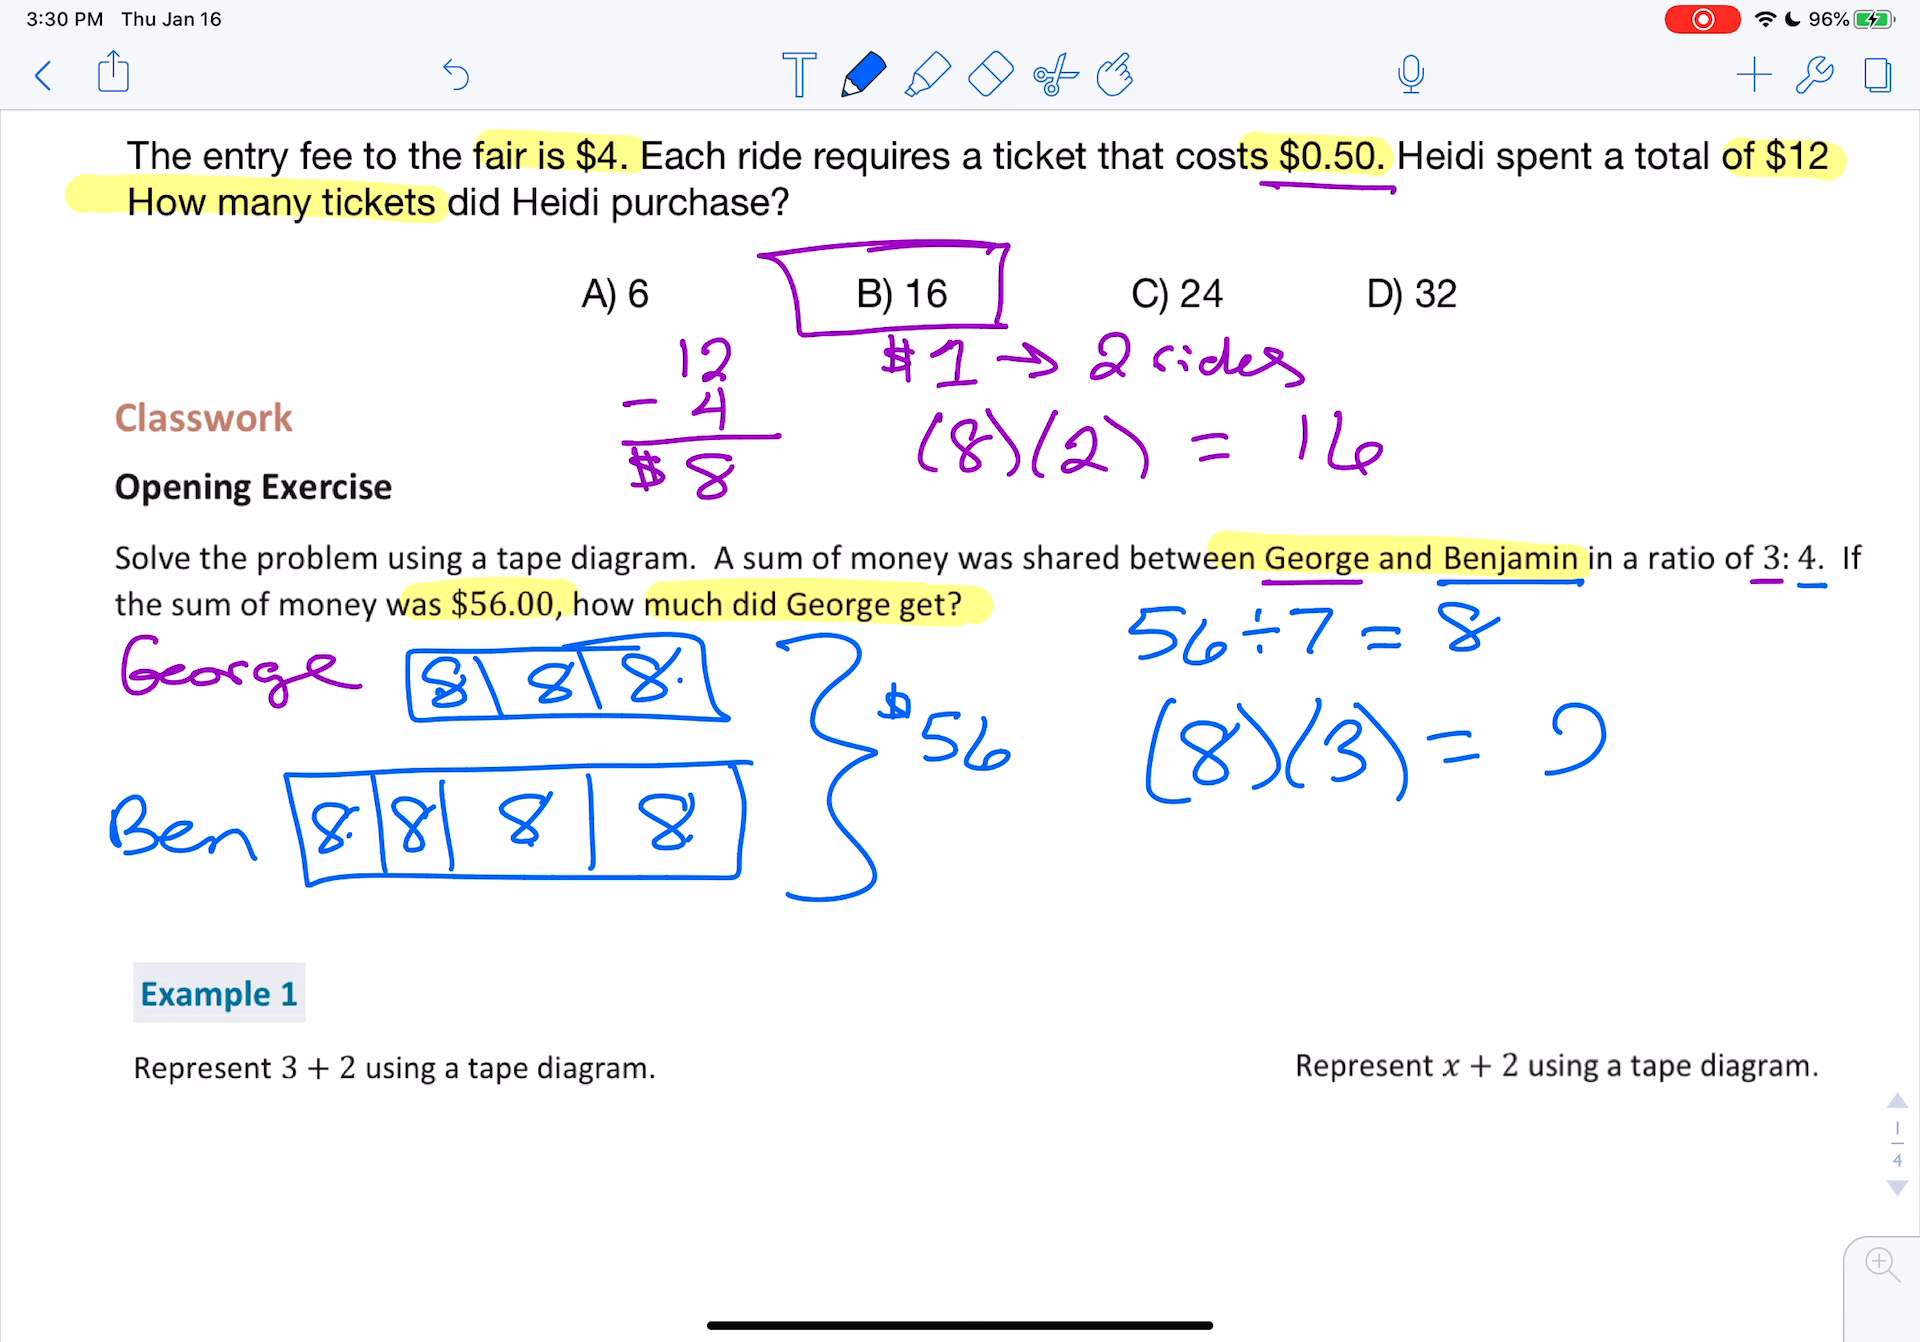 3:30 PM Thu Jan 16 96%
The entry fee to the fair is $4. Each ride requires a ticket that costs $0.50. Heidi spent a total of $12
How many tickets did Heidi purchase?
A) 6 B) 16 C) 24 D) 32
12
- 4
$ 8
$1 → 2 rides
(8)(2) = 16
Classwork
Opening Exercise
Solve the problem using a tape diagram. A sum of money was shared between George and Benjamin in a ratio of 3: 4. If
the sum of money was $56.00, how much did George get?
George 8 8 8
Ben 8 8 8 8
$56
56 ÷ 7 = 8
(8)(3) =
Example 1
Represent 3 + 2 using a tape diagram.
Represent x + 2 using a tape diagram.
1
4